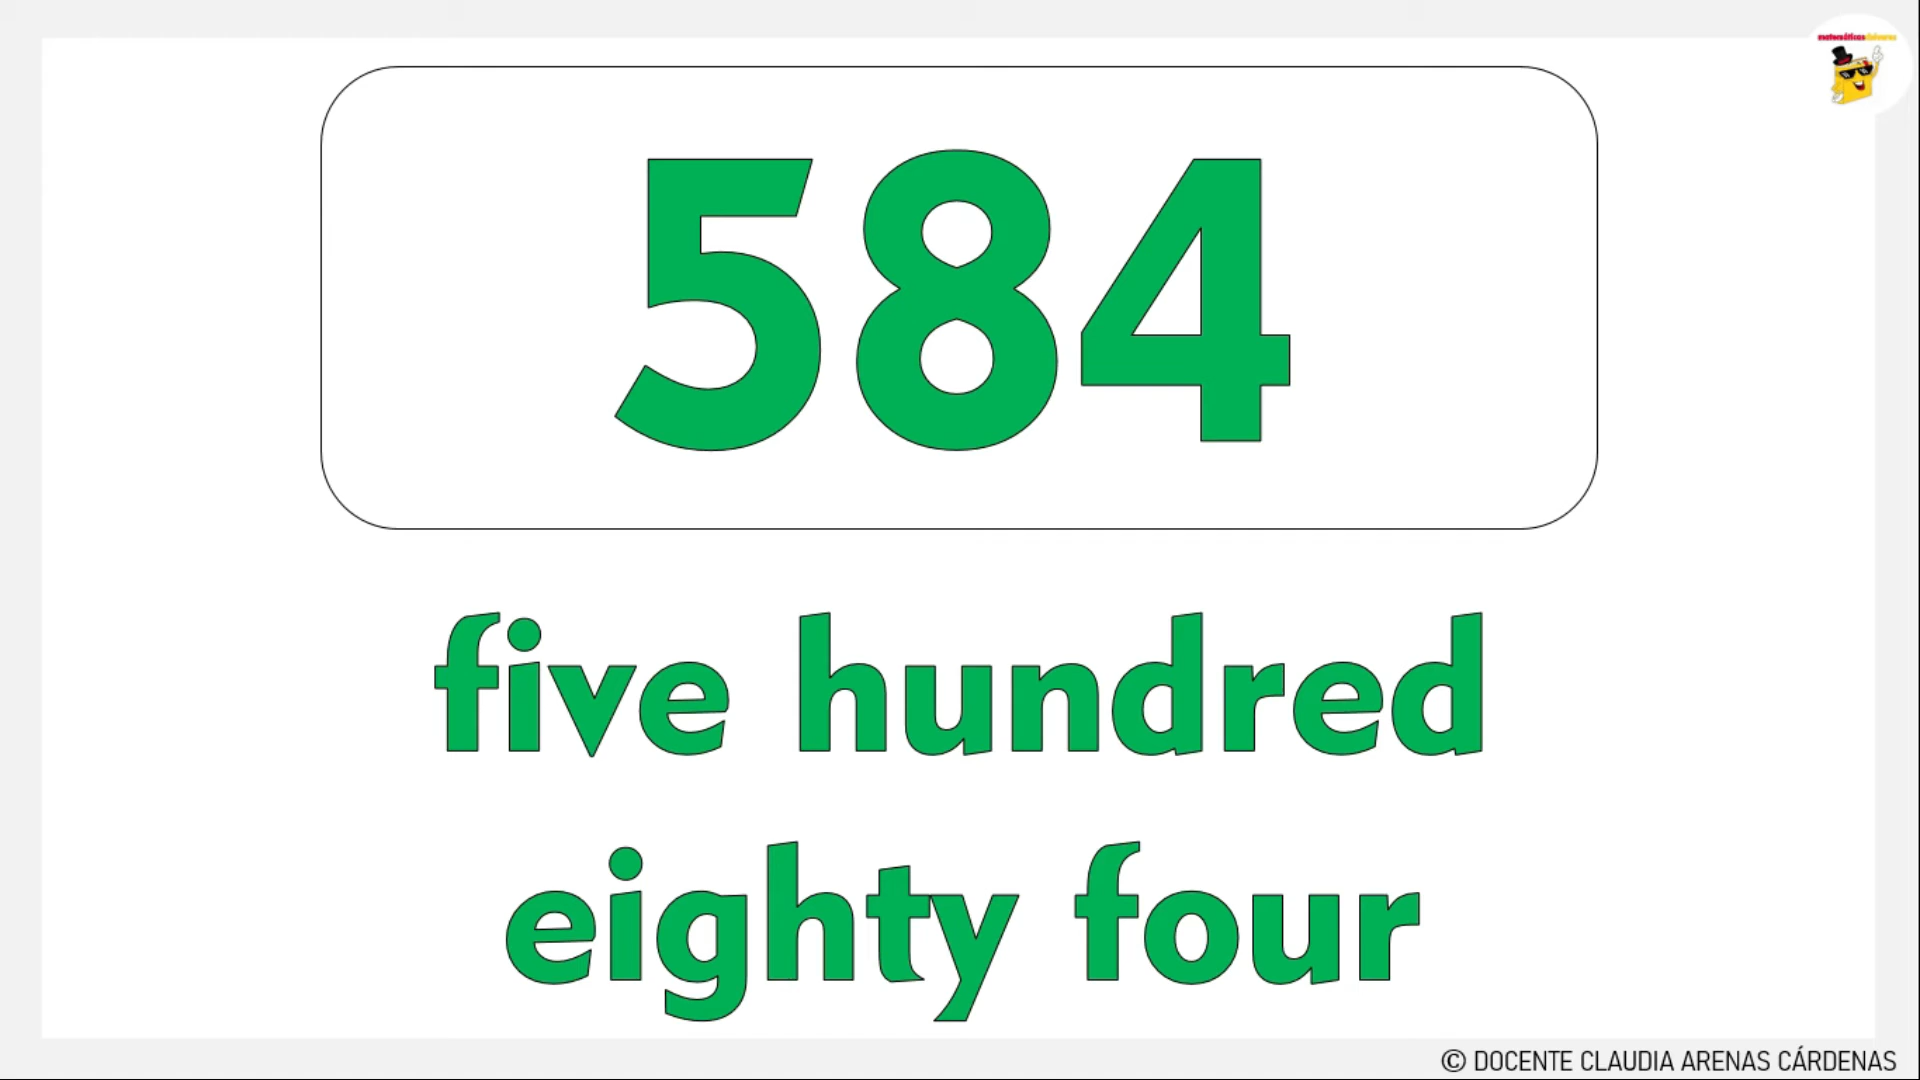 584
five hundred
eighty four
© DOCENTE CLAUDIA ARENAS CÁRDENAS